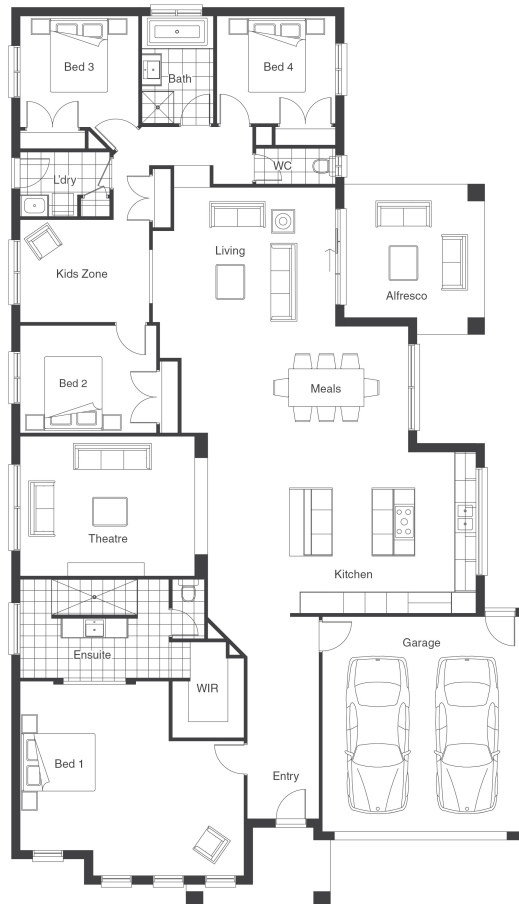 Bed 3
Bath
Bed 4
L'dry
WC
Living
Kids Zone
Alfresco
Bed 2
Meals
Theatre
Kitchen
Ensuite
Garage
WIR
Bed 1
Entry